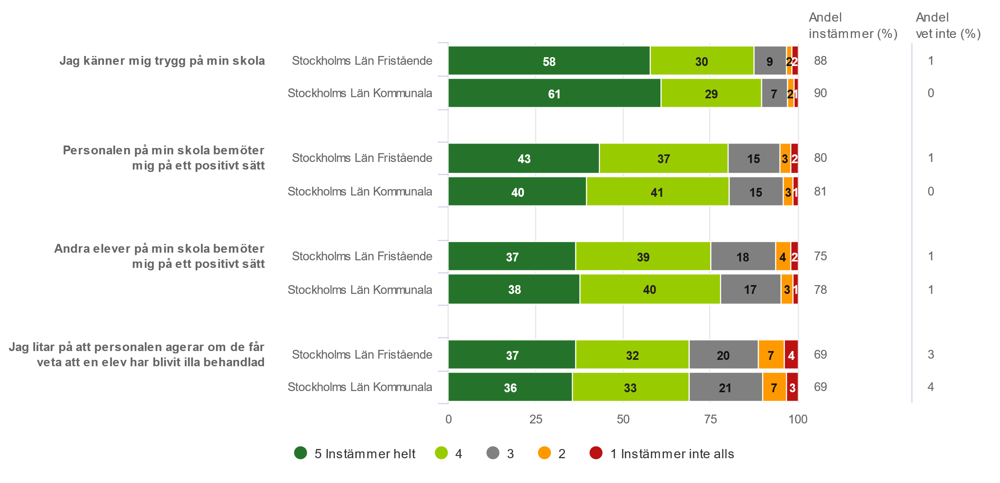 Andel
instämmer (%)
Andel
vet inte (%)
Jag känner mig trygg på min skola
Stockholms Län Fristående 58 30 9 2 2 88 1
Stockholms Län Kommunala 61 29 7 2 1 90 0
Personalen på min skola bemöter
mig på ett positivt sätt
Stockholms Län Fristående 43 37 15 3 2 80 1
Stockholms Län Kommunala 40 41 15 3 1 81 0
Andra elever på min skola bemöter
mig på ett positivt sätt
Stockholms Län Fristående 37 39 18 4 2 75 1
Stockholms Län Kommunala 38 40 17 3 1 78 1
Jag litar på att personalen agerar om de får
veta att en elev har blivit illa behandlad
Stockholms Län Fristående 37 32 20 7 4 69 3
Stockholms Län Kommunala 36 33 21 7 3 69 4
0 25 50 75 100
5 Instämmer helt 4 3 2 1 Instämmer inte alls